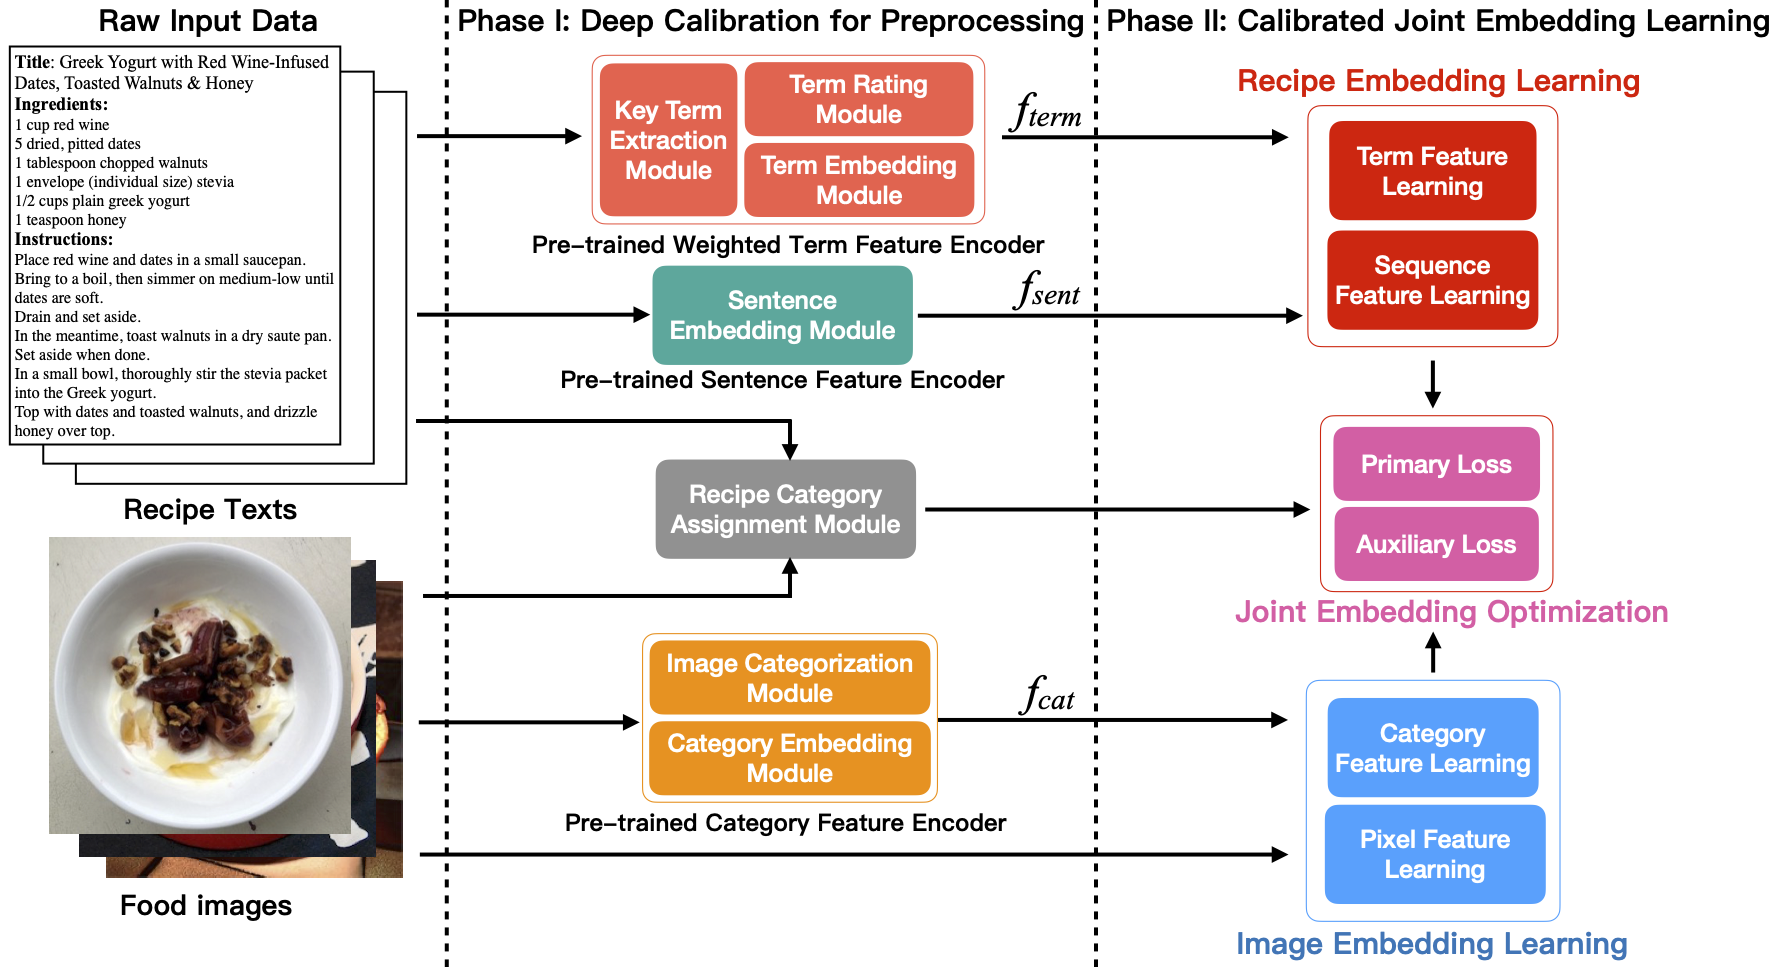 Raw Input Data
Title: Greek Yogurt with Red Wine-Infused
Dates, Toasted Walnuts & Honey
Ingredients:
1 cup red wine
5 dried, pitted dates
1 tablespoon chopped walnuts
1 envelope (individual size) stevia
1/2 cups plain greek yogurt
1 teaspoon honey
Instructions:
Place red wine and dates in a small saucepan.
Bring to a boil, then simmer on medium-low until
dates are soft.
Drain and set aside.
In the meantime, toast walnuts in a dry saute pan.
Set aside when done.
In a small bowl, thoroughly stir the stevia packet
into the Greek yogurt.
Top with dates and toasted walnuts, and drizzle
honey over top.
Recipe Texts
Food images
Phase I: Deep Calibration for Preprocessing
Key Term
Extraction
Module
Term Rating
Module
Term Embedding
Module
Pre-trained Weighted Term Feature Encoder
f term
Sentence
Embedding Module
Pre-trained Sentence Feature Encoder
f sent
Recipe Category
Assignment Module
Image Categorization
Module
Category Embedding
Module
Pre-trained Category Feature Encoder
f cat
Phase II: Calibrated Joint Embedding Learning
Recipe Embedding Learning
Term Feature
Learning
Sequence
Feature Learning
Primary Loss
Auxiliary Loss
Joint Embedding Optimization
Category
Feature Learning
Pixel Feature
Learning
Image Embedding Learning